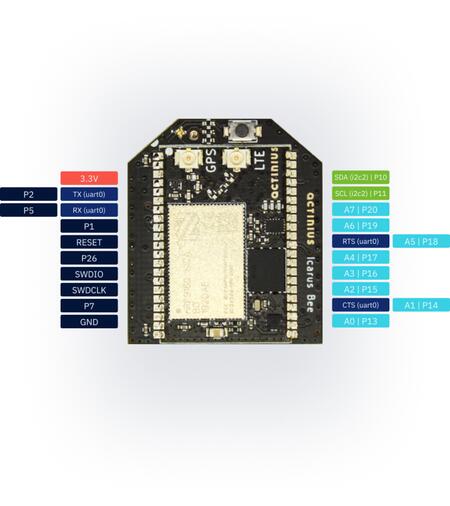 GPS
LTE
actinius
3.3V
P2 TX (uart0)
P5 RX (uart0)
P1
RESET
P26
SWDIO
SWDCLK
P7
GND
SDA (i2c2) | P10
SCL (i2c2) | P11
A7 | P20
A6 | P19
RTS (uart0) A5 | P18
A4 | P17
A3 | P16
A2 | P15
CTS (uart0) A1 | P14
A0 | P13
actinius Icarus Bee